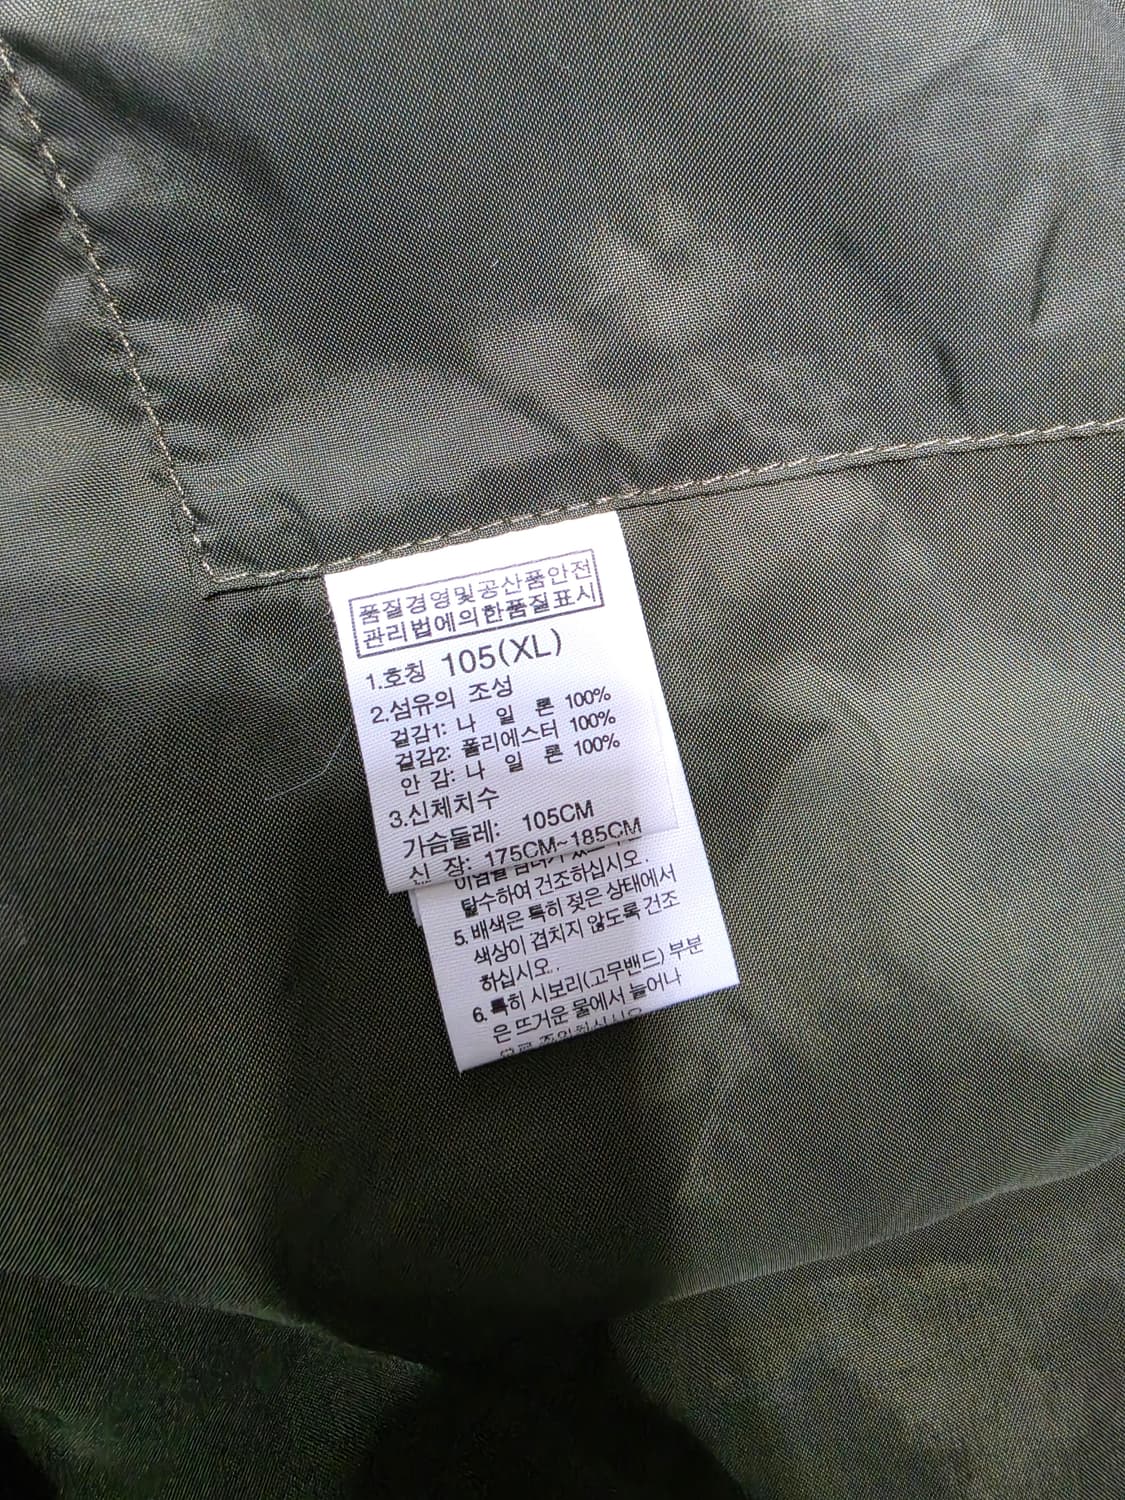 품질경영및공산품안전
관리법에의한품질표시
1.호칭 105(XL)
2.섬유의 조성
겉감1: 나 일 론 100%
겉감2: 폴리에스터 100%
안 감: 나 일 론 100%
3.신체치수
가슴둘레: 105CM
신 장: 175CM~185CM
탈수하여 건조하십시오.
5.배색은 특히 젖은 상태에서
색상이 겹치지 않도록 건조
하십시오.
6.특히 시보리(고무밴드) 부분
은 뜨거운 물에서 늘어나